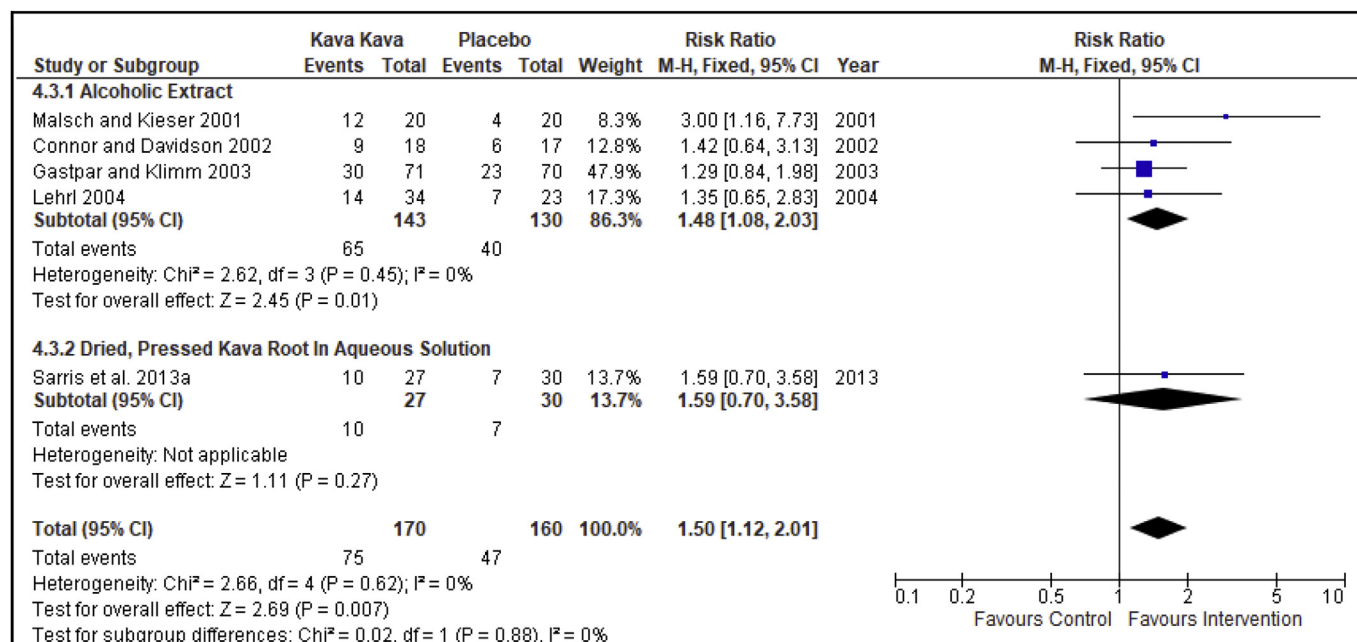 Kava Kava Placebo Risk Ratio Risk Ratio
Study or Subgroup Events Total Events Total Weight M-H, Fixed, 95% CI Year M-H, Fixed, 95% CI
4.3.1 Alcoholic Extract
Malsch and Kieser 2001 12 20 4 20 8.3% 3.00 [1.16, 7.73] 2001
Connor and Davidson 2002 9 18 6 17 12.8% 1.42 [0.64, 3.13] 2002
Gastpar and Klimm 2003 30 71 23 70 47.9% 1.29 [0.84, 1.98] 2003
Lehrl 2004 14 34 7 23 17.3% 1.35 [0.65, 2.83] 2004
Subtotal (95% CI) 143 130 86.3% 1.48 [1.08, 2.03]
Total events 65 40
Heterogeneity: Chi² = 2.62, df = 3 (P = 0.45); I² = 0%
Test for overall effect: Z = 2.45 (P = 0.01)
4.3.2 Dried, Pressed Kava Root In Aqueous Solution
Sarris et al. 2013a 10 27 7 30 13.7% 1.59 [0.70, 3.58] 2013
Subtotal (95% CI) 27 30 13.7% 1.59 [0.70, 3.58]
Total events 10 7
Heterogeneity: Not applicable
Test for overall effect: Z = 1.11 (P = 0.27)
Total (95% CI) 170 160 100.0% 1.50 [1.12, 2.01]
Total events 75 47
Heterogeneity: Chi² = 2.66, df = 4 (P = 0.62); I² = 0%
Test for overall effect: Z = 2.69 (P = 0.007)
Test for subgroup differences: Chi² = 0.02, df = 1 (P = 0.88), I² = 0%
0.1 0.2 0.5 1 2 5 10
Favours Control Favours Intervention